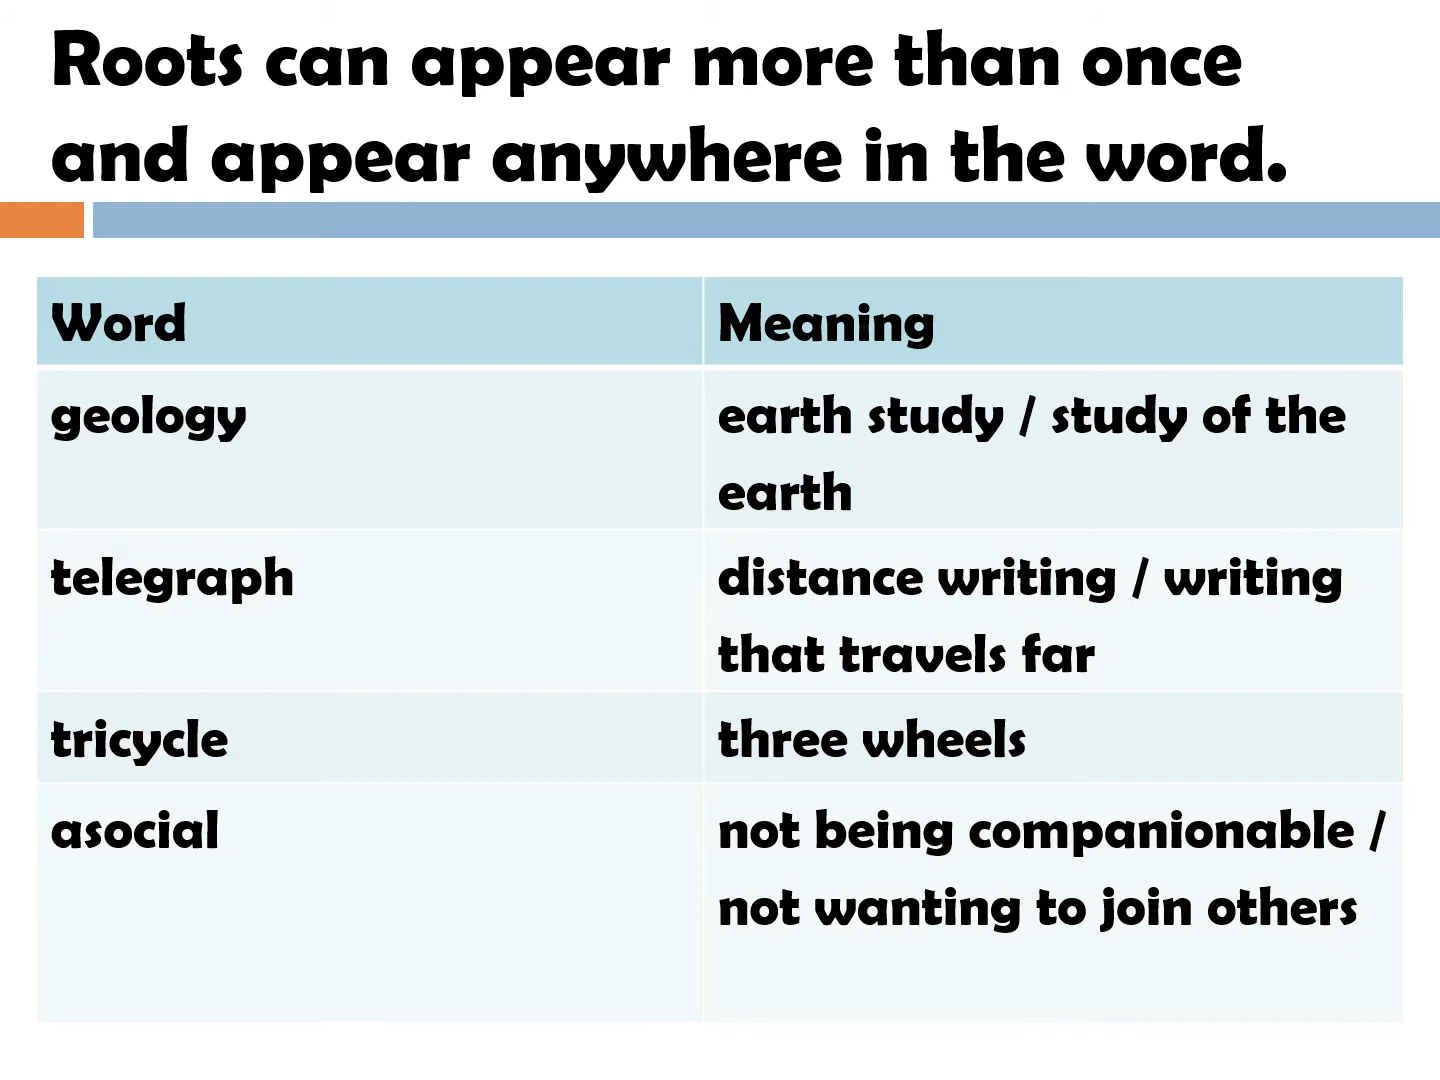 Roots can appear more than once
and appear anywhere in the word.
Word
Meaning
geology
earth study / study of the
earth
telegraph
distance writing / writing
that travels far
tricycle
three wheels
asocial
not being companionable /
not wanting to join others